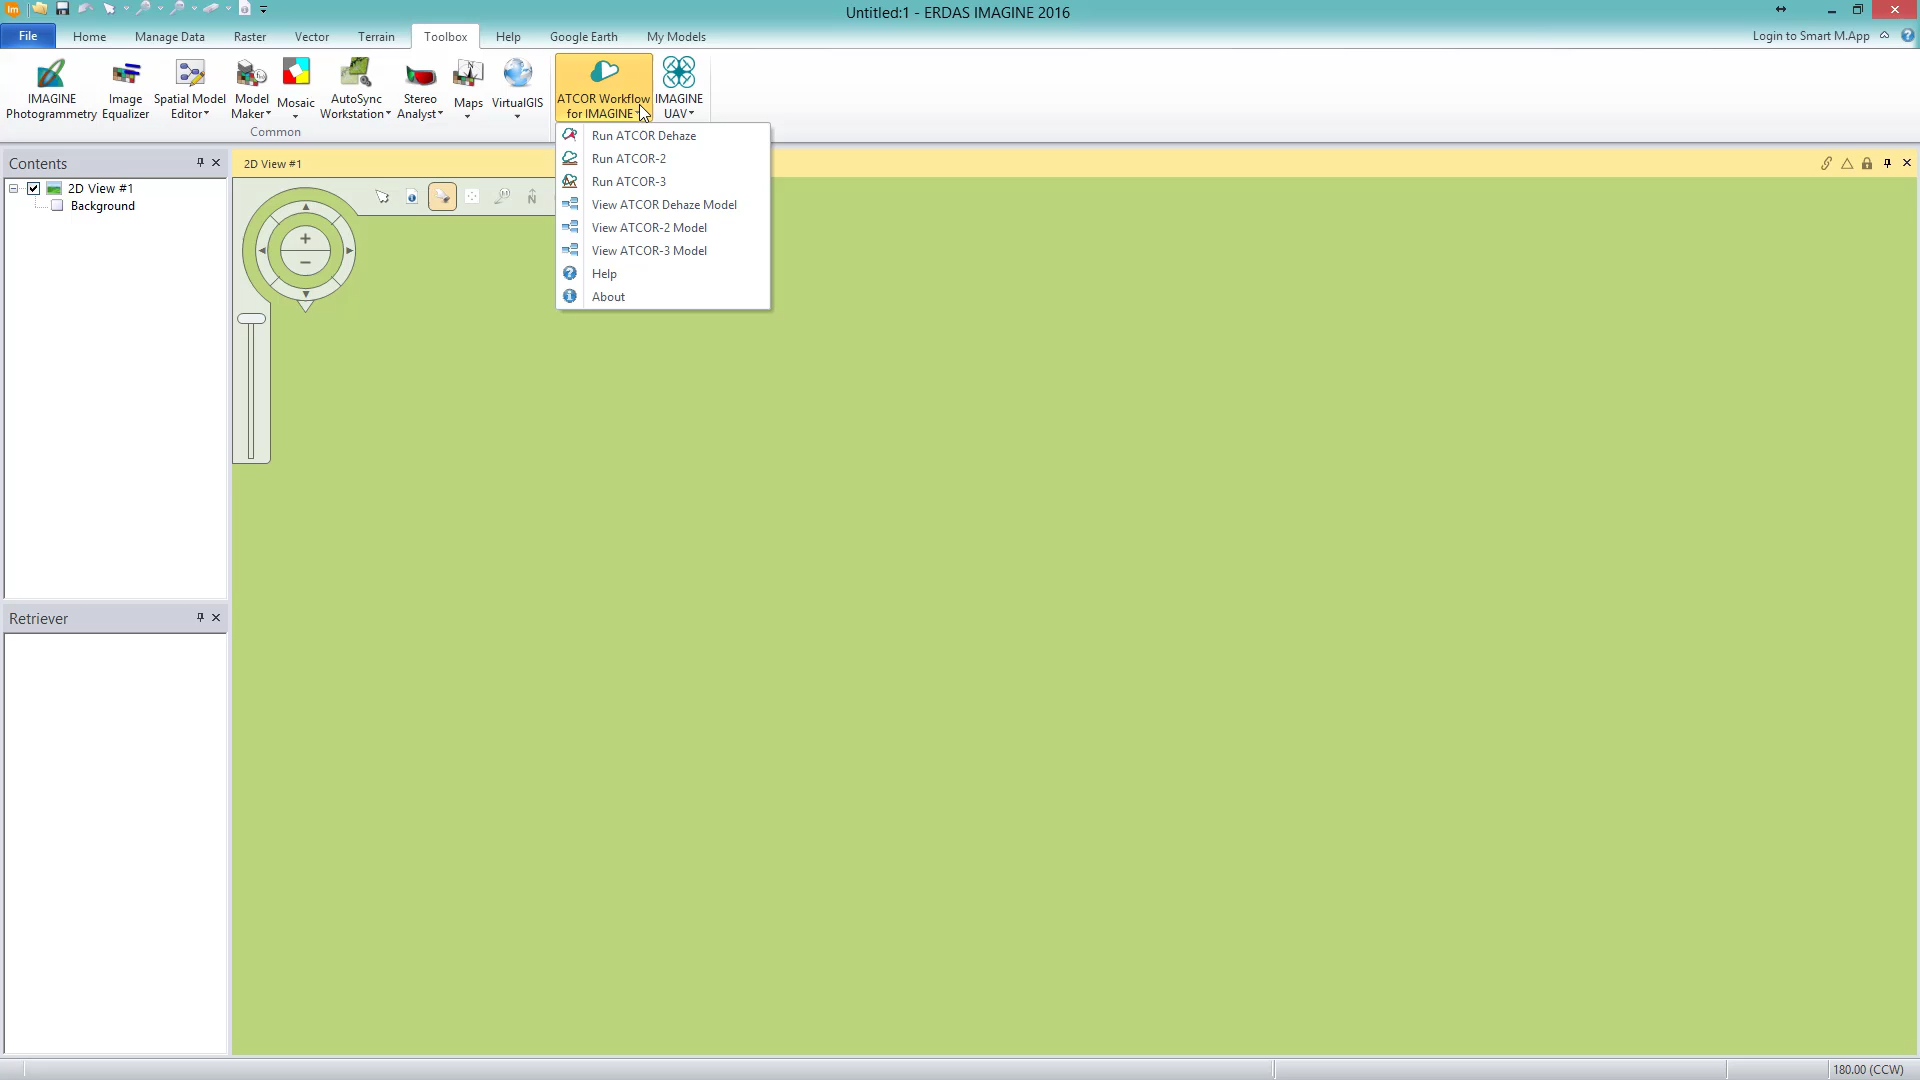 Untitled:1 - ERDAS IMAGINE 2016
File Home Manage Data Raster Vector Terrain Toolbox Help Google Earth My Models Login to Smart M.App
IMAGINE Photogrammetry
Image Equalizer
Spatial Model Editor
Model Maker
Mosaic
AutoSync Workstation
Stereo Analyst
Maps
VirtualGIS
ATCOR Workflow for IMAGINE
IMAGINE UAV
Common
Run ATCOR Dehaze
Run ATCOR-2
Run ATCOR-3
View ATCOR Dehaze Model
View ATCOR-2 Model
View ATCOR-3 Model
Help
About
Contents
2D View #1
Background
2D View #1
N
Retriever
180.00 (CCW)